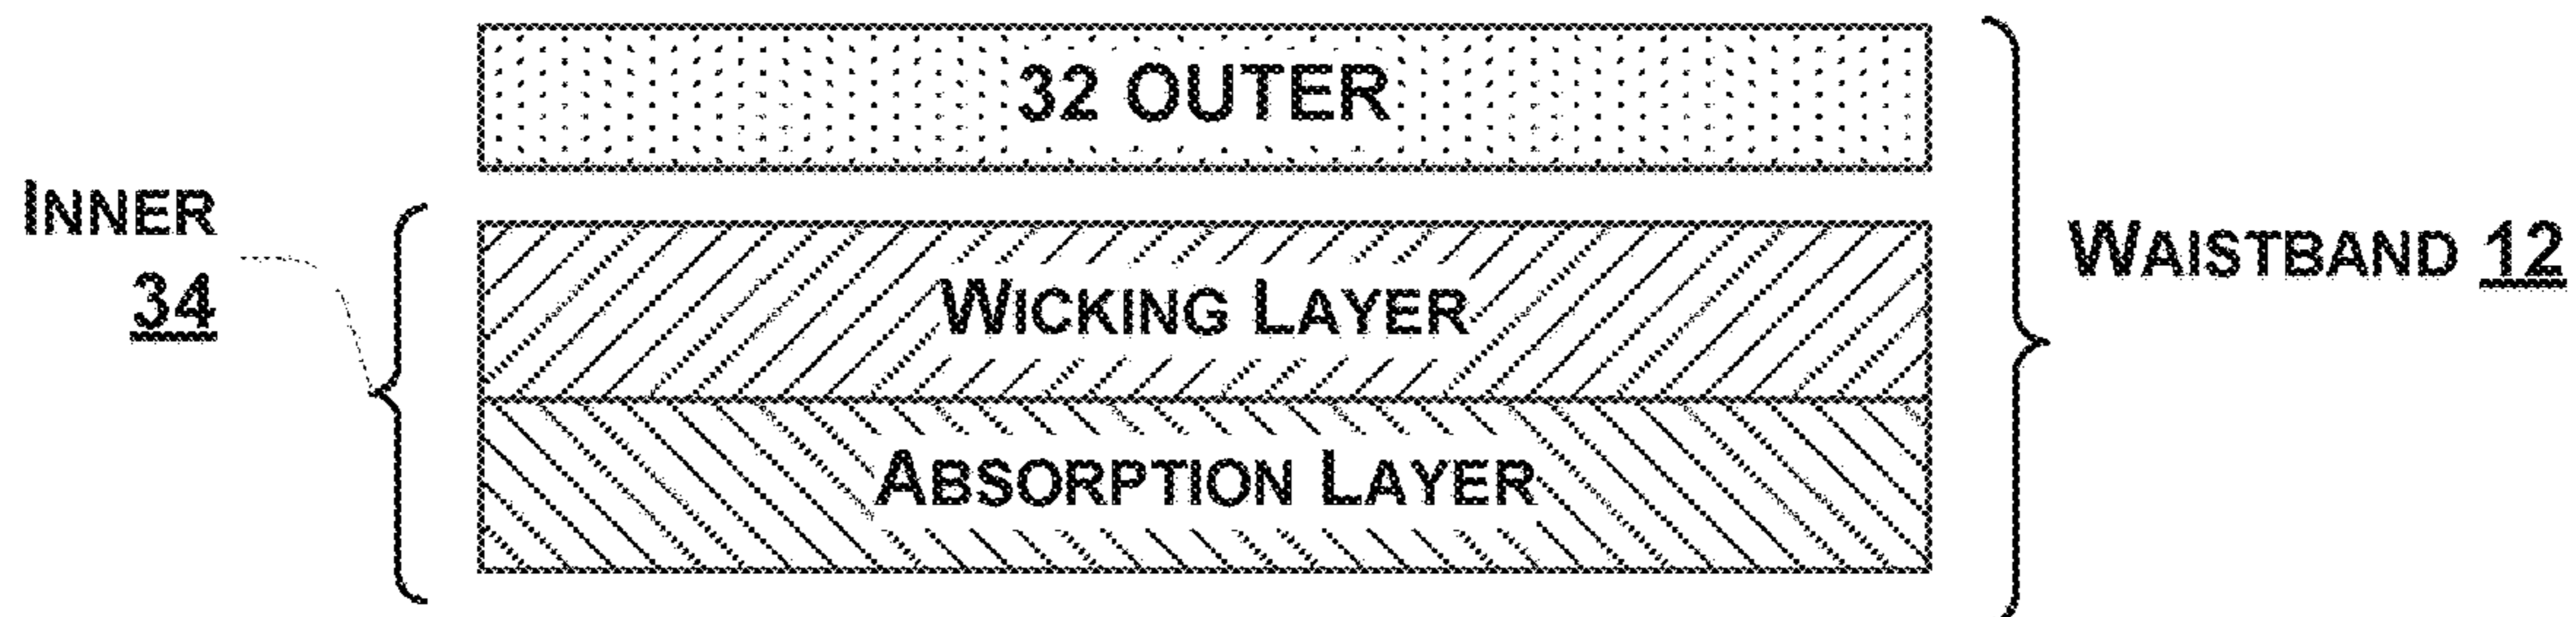 32 OUTER
INNER
34
WICKING LAYER
WAISTBAND 12
ABSORPTION LAYER